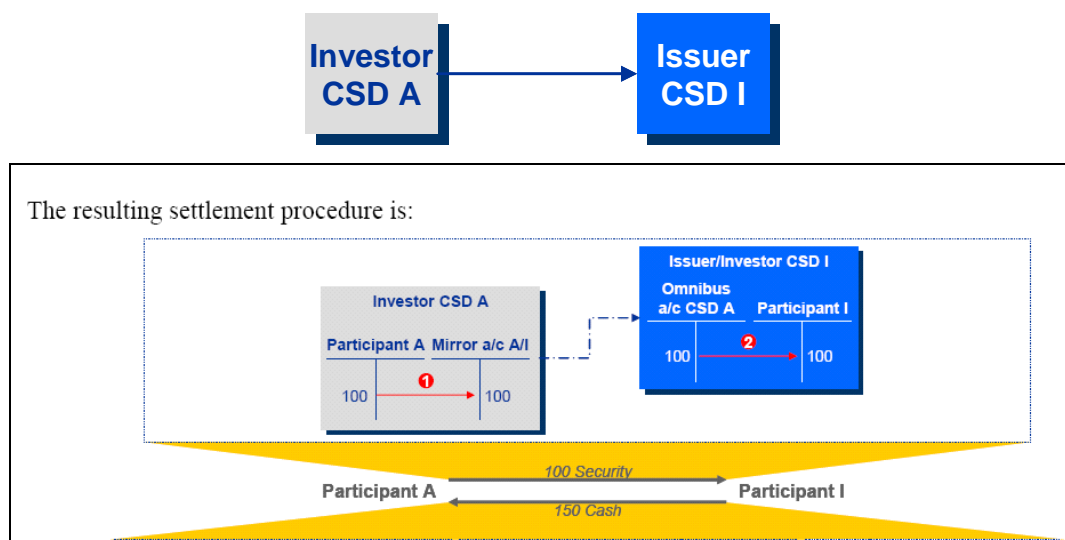 Investor
CSD A
Issuer
CSD I
The resulting settlement procedure is:
Issuer/Investor CSD I
Omnibus
a/c CSD A Participant I
100 2 100
Investor CSD A
Participant A Mirror a/c A/I
100 1 100
100 Security
Participant A Participant I
150 Cash